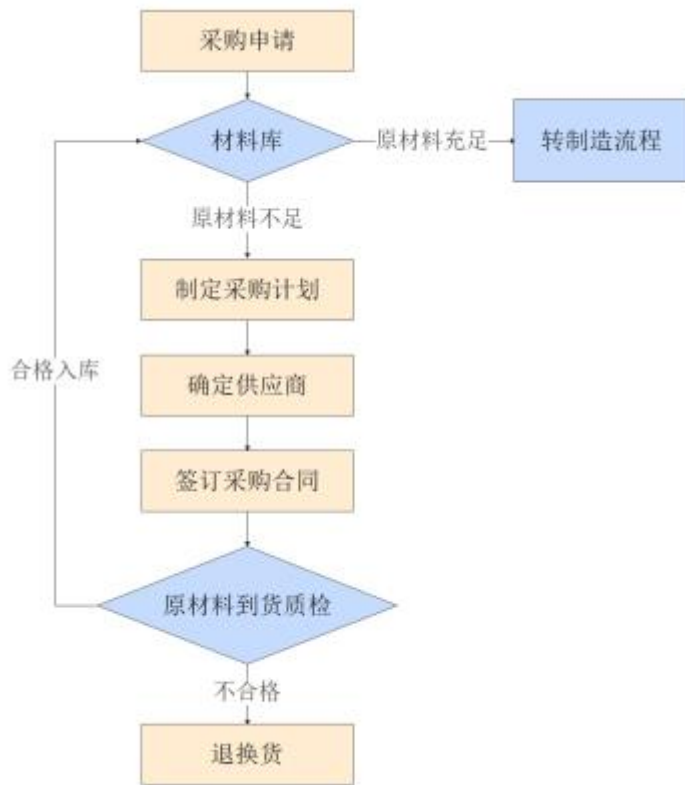 采购申请
材料库
原材料充足
转制造流程
原材料不足
制定采购计划
合格入库
确定供应商
签订采购合同
原材料到货质检
不合格
退换货